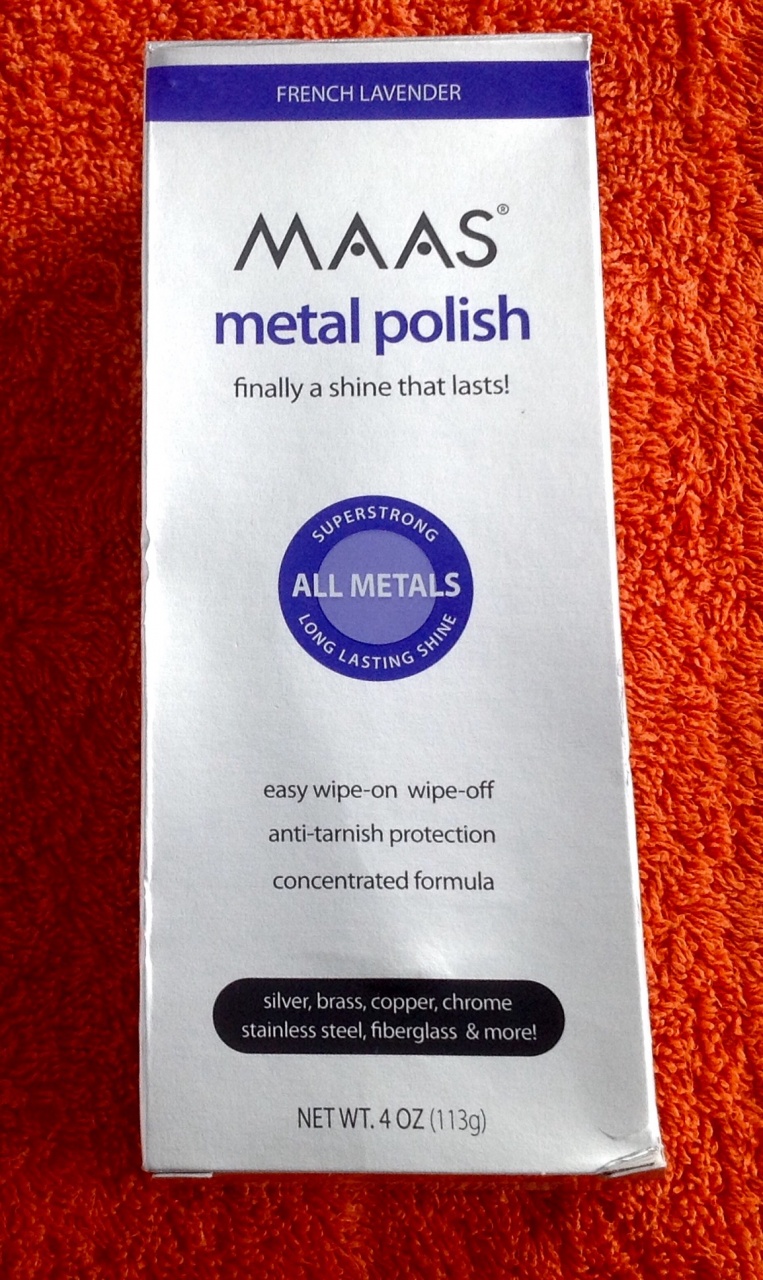 FRENCH LAVENDER
MAAS®
metal polish
finally a shine that lasts!
SUPERSTRONG
ALL METALS
LONG LASTING SHINE
easy wipe-on wipe-off
anti-tarnish protection
concentrated formula
silver, brass, copper, chrome
stainless steel, fiberglass & more!
NET WT. 4 OZ (113g)